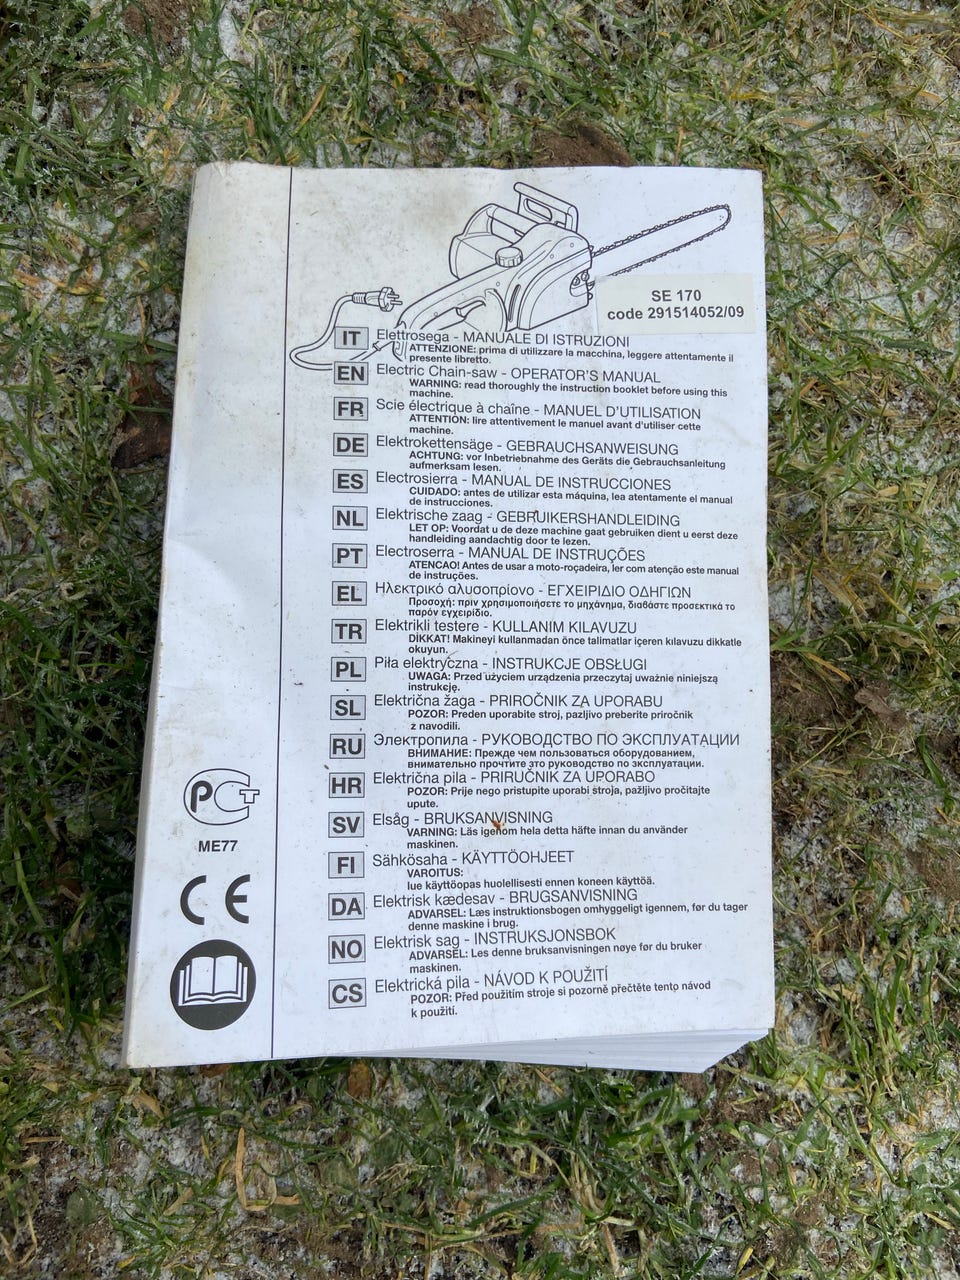 SE 170
code 291514052/09
IT Elettrosega - MANUALE DI ISTRUZIONI
ATTENZIONE: prima di utilizzare la macchina, leggere attentamente il
presente libretto.
EN Electric Chain-saw - OPERATOR'S MANUAL
WARNING: read thoroughly the instruction booklet before using this
machine.
FR Scie électrique à chaîne - MANUEL D'UTILISATION
ATTENTION: lire attentivement le manuel avant d'utiliser cette
machine.
DE Elektrokettensäge - GEBRAUCHSANWEISUNG
ACHTUNG: vor Inbetriebnahme des Geräts die Gebrauchsanleitung
aufmerksam lesen.
ES Electrosierra - MANUAL DE INSTRUCCIONES
CUIDADO: antes de utilizar esta máquina, lea atentamente el manual
de instrucciones.
NL Elektrische zaag - GEBRUIKERSHANDLEIDING
LET OP: Voordat u de deze machine gaat gebruiken dient u eerst deze
handleiding aandachtig door te lezen.
PT Electroserra - MANUAL DE INSTRUÇÕES
ATENCAO! Antes de usar a moto-roçadeira, ler com atenção este manual
de instruções.
EL Ηλεκτρικό αλυσοπρίονο - ΕΓΧΕΙΡΙΔΙΟ ΟΔΗΓΙΩΝ
Προσοχή: πριν χρησιμοποιήσετε το μηχάνημα, διαβάστε προσεκτικά το
παρόν εγχειρίδιο.
TR Elektrikli testere - KULLANIM KILAVUZU
DİKKAT! Makineyi kullanmadan önce talimatlar içeren kılavuzu dikkatle
okuyun.
PL Piła elektryczna - INSTRUKCJE OBSŁUGI
UWAGA: Przed użyciem urządzenia przeczytaj uważnie niniejszą
instrukcję.
SL Električna žaga - PRIROČNIK ZA UPORABU
POZOR: Preden uporabite stroj, pazljivo preberite priročnik
z navodili.
RU Электропила - РУКОВОДСТВО ПО ЭКСПЛУАТАЦИИ
ВНИМАНИЕ: Прежде чем пользоваться оборудованием,
внимательно прочтите это руководство по эксплуатации.
HR Električna pila - PRIRUČNIK ZA UPORABO
POZOR: Prije nego pristupite uporabi stroja, pažljivo pročitajte
upute.
SV Elsåg - BRUKSANVISNING
VARNING: Läs igenom hela detta häfte innan du använder
maskinen.
FI Sähkösaha - KÄYTTÖOHJEET
VAROITUS:
lue käyttöopas huolellisesti ennen koneen käyttöä.
DA Elektrisk kædesav - BRUGSANVISNING
ADVARSEL: Læs instruktionsbogen omhyggeligt igennem, før du tager
denne maskine i brug.
NO Elektrisk sag - INSTRUKSJONSBOK
ADVARSEL: Les denne bruksanvisningen nøye før du bruker
maskinen.
CS Elektrická pila - NÁVOD K POUŽITÍ
POZOR: Před použitím stroje si pozorně přečtěte tento návod
k použití.
PCT
ME77
CE